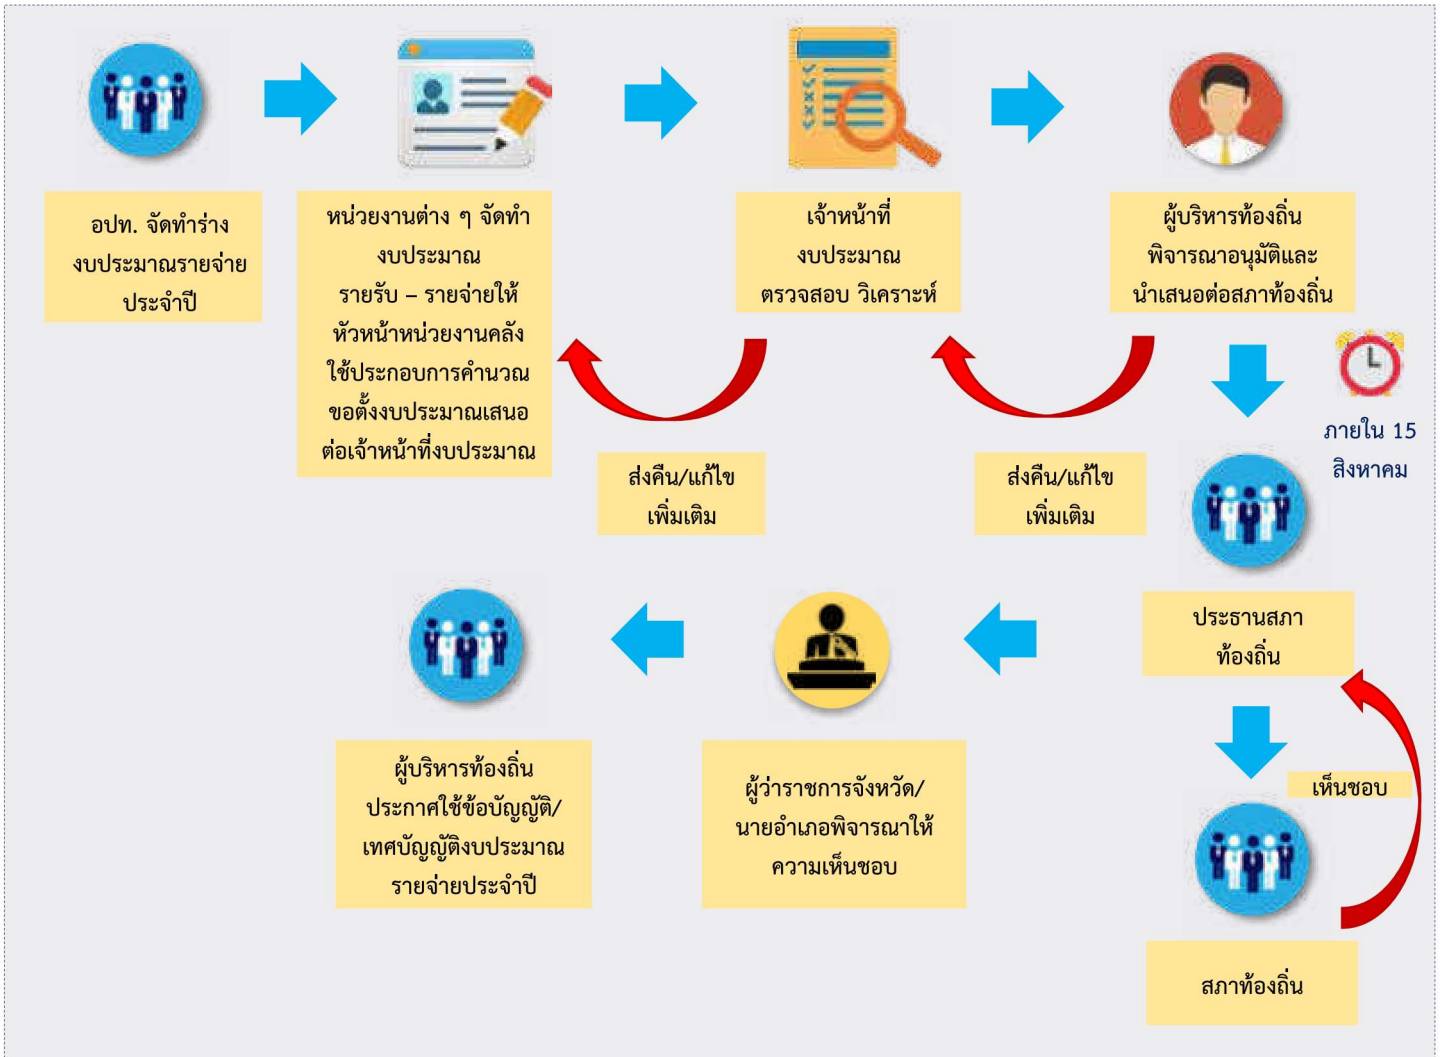 อปท. จัดทำร่าง
งบประมาณรายจ่าย
ประจำปี
หน่วยงานต่าง ๆ จัดทำ
งบประมาณ
รายรับ – รายจ่ายให้
หัวหน้าหน่วยงานคลัง
ใช้ประกอบการคำนวณ
ขอตั้งงบประมาณเสนอ
ต่อเจ้าหน้าที่งบประมาณ
เจ้าหน้าที่
งบประมาณ
ตรวจสอบ วิเคราะห์
ผู้บริหารท้องถิ่น
พิจารณาอนุมัติและ
นำเสนอต่อสภาท้องถิ่น
ส่งคืน/แก้ไข
เพิ่มเติม
ส่งคืน/แก้ไข
เพิ่มเติม
ภายใน 15
สิงหาคม
ประธานสภา
ท้องถิ่น
เห็นชอบ
สภาท้องถิ่น
ผู้ว่าราชการจังหวัด/
นายอำเภอพิจารณาให้
ความเห็นชอบ
ผู้บริหารท้องถิ่น
ประกาศใช้ข้อบัญญัติ/
เทศบัญญัติงบประมาณ
รายจ่ายประจำปี